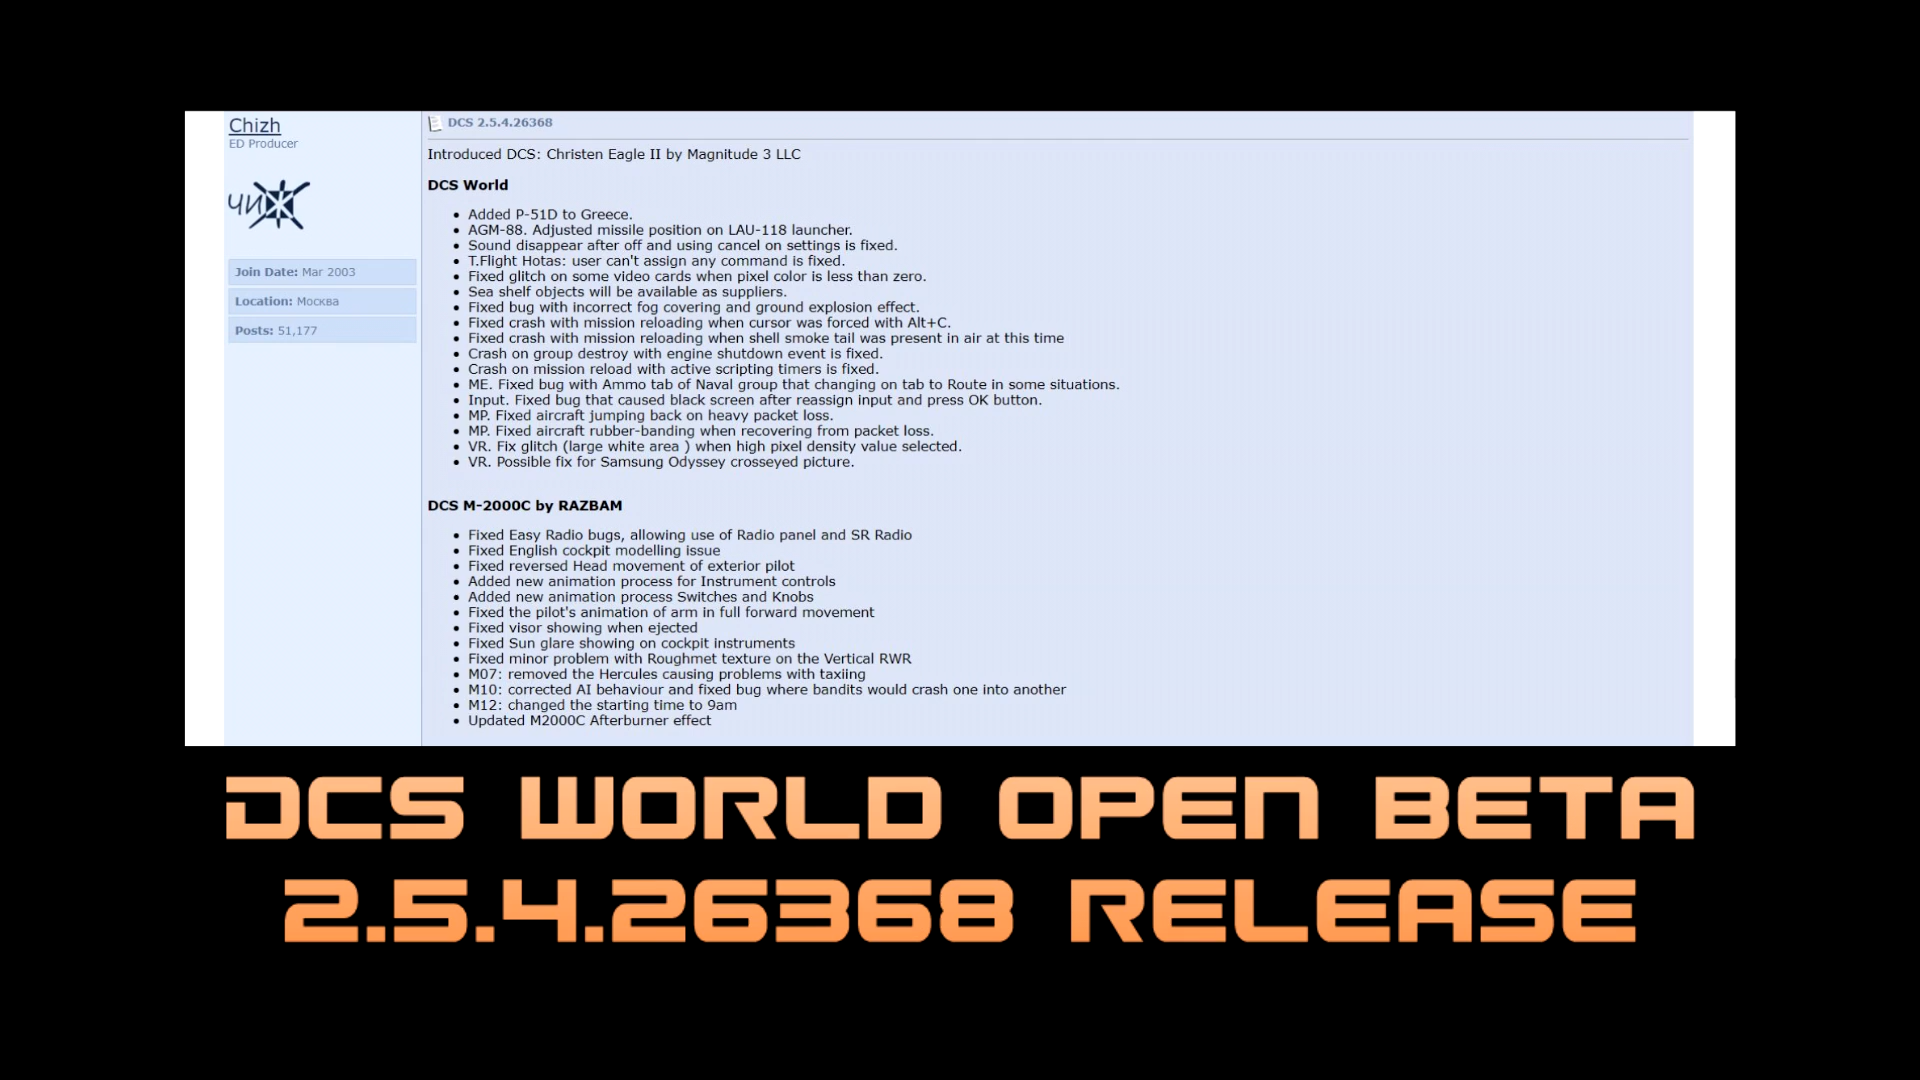 Chizh
ED Producer
чиж
Join Date: Mar 2003
Location: Москва
Posts: 51,177
DCS 2.5.4.26368
Introduced DCS: Christen Eagle II by Magnitude 3 LLC
DCS World
• Added P-51D to Greece.
• AGM-88. Adjusted missile position on LAU-118 launcher.
• Sound disappear after off and using cancel on settings is fixed.
• T.Flight Hotas: user can't assign any command is fixed.
• Fixed glitch on some video cards when pixel color is less than zero.
• Sea shelf objects will be available as suppliers.
• Fixed bug with incorrect fog covering and ground explosion effect.
• Fixed crash with mission reloading when cursor was forced with Alt+C.
• Fixed crash with mission reloading when shell smoke tail was present in air at this time
• Crash on group destroy with engine shutdown event is fixed.
• Crash on mission reload with active scripting timers is fixed.
• ME. Fixed bug with Ammo tab of Naval group that changing on tab to Route in some situations.
• Input. Fixed bug that caused black screen after reassign input and press OK button.
• MP. Fixed aircraft jumping back on heavy packet loss.
• MP. Fixed aircraft rubber-banding when recovering from packet loss.
• VR. Fix glitch (large white area ) when high pixel density value selected.
• VR. Possible fix for Samsung Odyssey crosseyed picture.
DCS M-2000C by RAZBAM
• Fixed Easy Radio bugs, allowing use of Radio panel and SR Radio
• Fixed English cockpit modelling issue
• Fixed reversed Head movement of exterior pilot
• Added new animation process for Instrument controls
• Added new animation process Switches and Knobs
• Fixed the pilot's animation of arm in full forward movement
• Fixed visor showing when ejected
• Fixed Sun glare showing on cockpit instruments
• Fixed minor problem with Roughmet texture on the Vertical RWR
• M07: removed the Hercules causing problems with taxiing
• M10: corrected AI behaviour and fixed bug where bandits would crash one into another
• M12: changed the starting time to 9am
• Updated M2000C Afterburner effect
DCS WORLD OPEN BETA
2.5.4.26368 RELEASE